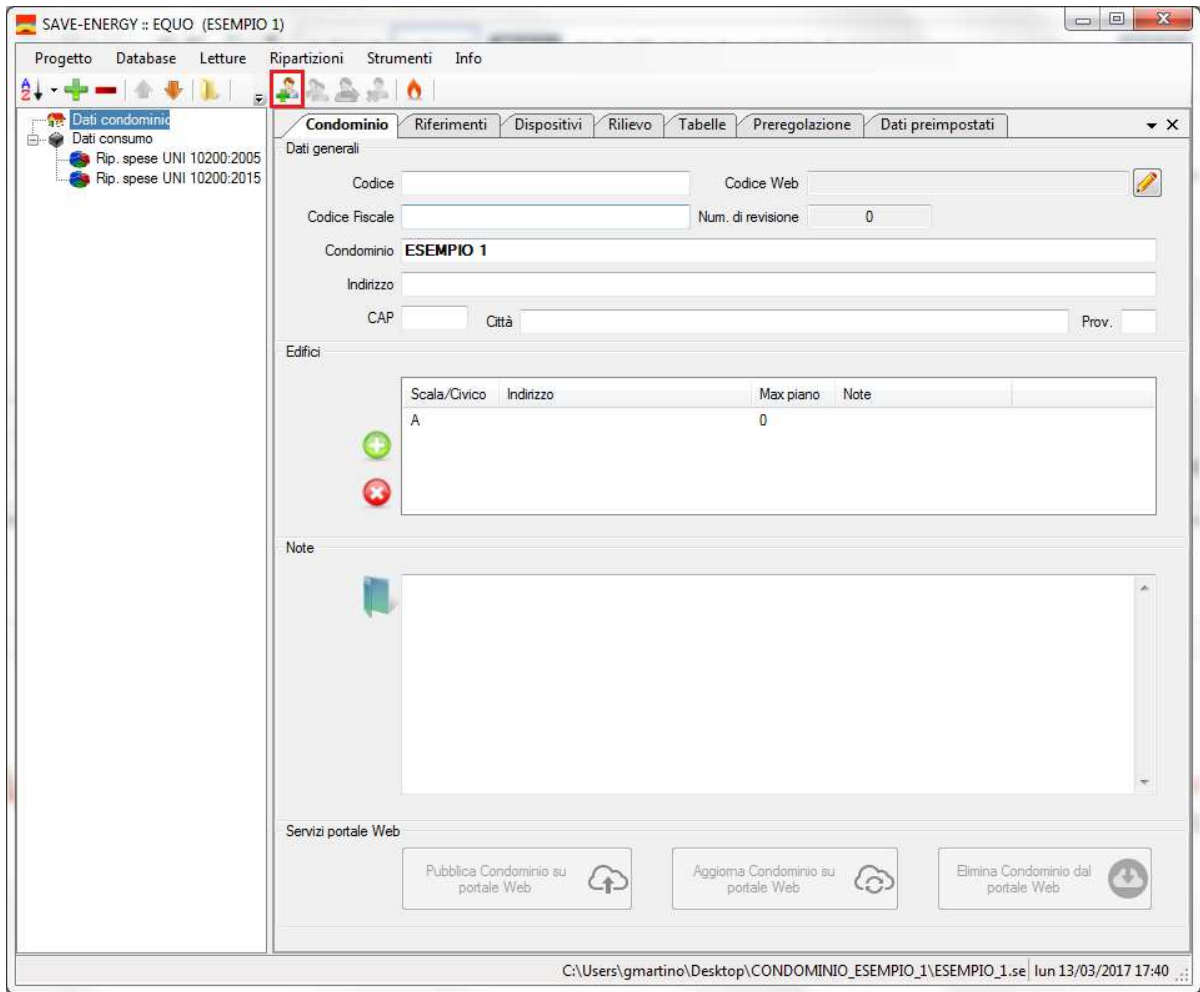 SAVE-ENERGY :: EQUO (ESEMPIO 1)
Progetto Database Letture Ripartizioni Strumenti Info
Dati condominio
Dati consumo
Rip. spese UNI 10200:2005
Rip. spese UNI 10200:2015
Condominio Riferimenti Dispositivi Rilievo Tabelle Preregolazione Dati preimpostati
Dati generali
Codice Codice Web
Codice Fiscale Num. di revisione 0
Condominio ESEMPIO 1
Indirizzo
CAP Città Prov.
Edifici
Scala/Civico Indirizzo Max piano Note
A 0
Note
Servizi portale Web
Pubblica Condominio su
portale Web
Aggiorna Condominio su
portale Web
Elimina Condominio dal
portale Web
C:\Users\gmartino\Desktop\CONDOMINIO_ESEMPIO_1\ESEMPIO_1.se lun 13/03/2017 17:40